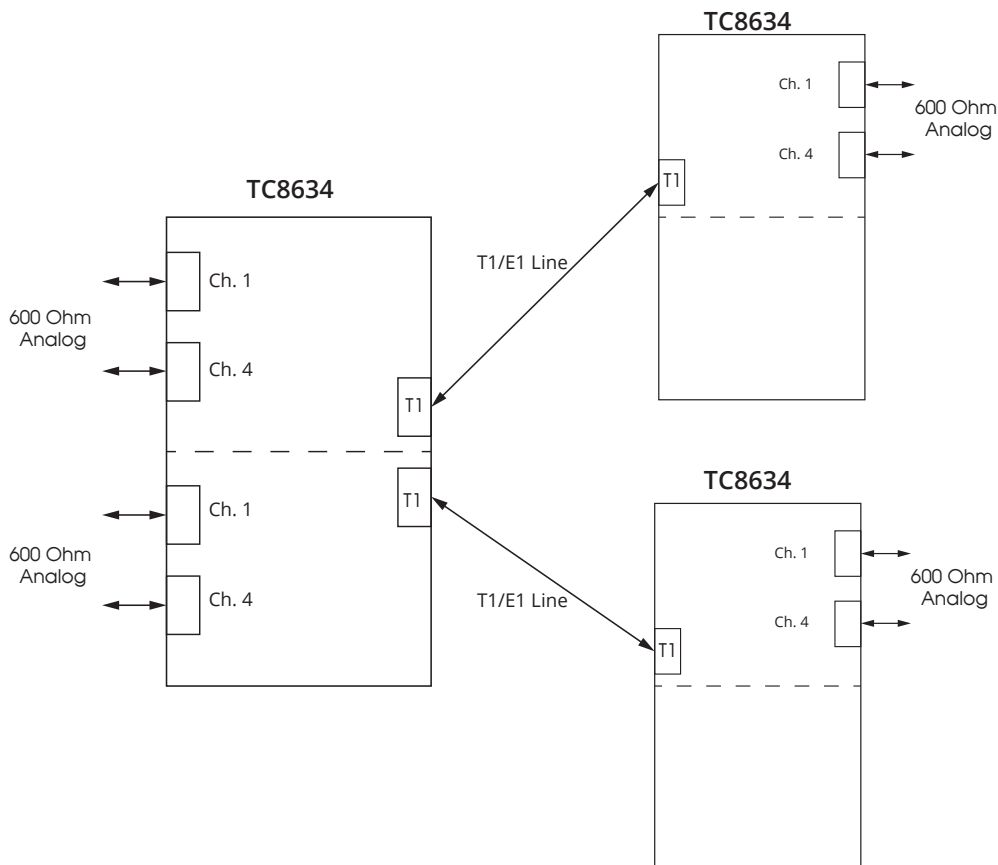 TC8634
Ch. 1
600 Ohm
Analog
Ch. 4
T1
TC8634
Ch. 1
600 Ohm
Analog
Ch. 4
T1
T1/E1 Line
Ch. 1
600 Ohm
Analog
Ch. 4
T1
T1/E1 Line
TC8634
Ch. 1
600 Ohm
Analog
Ch. 4
T1